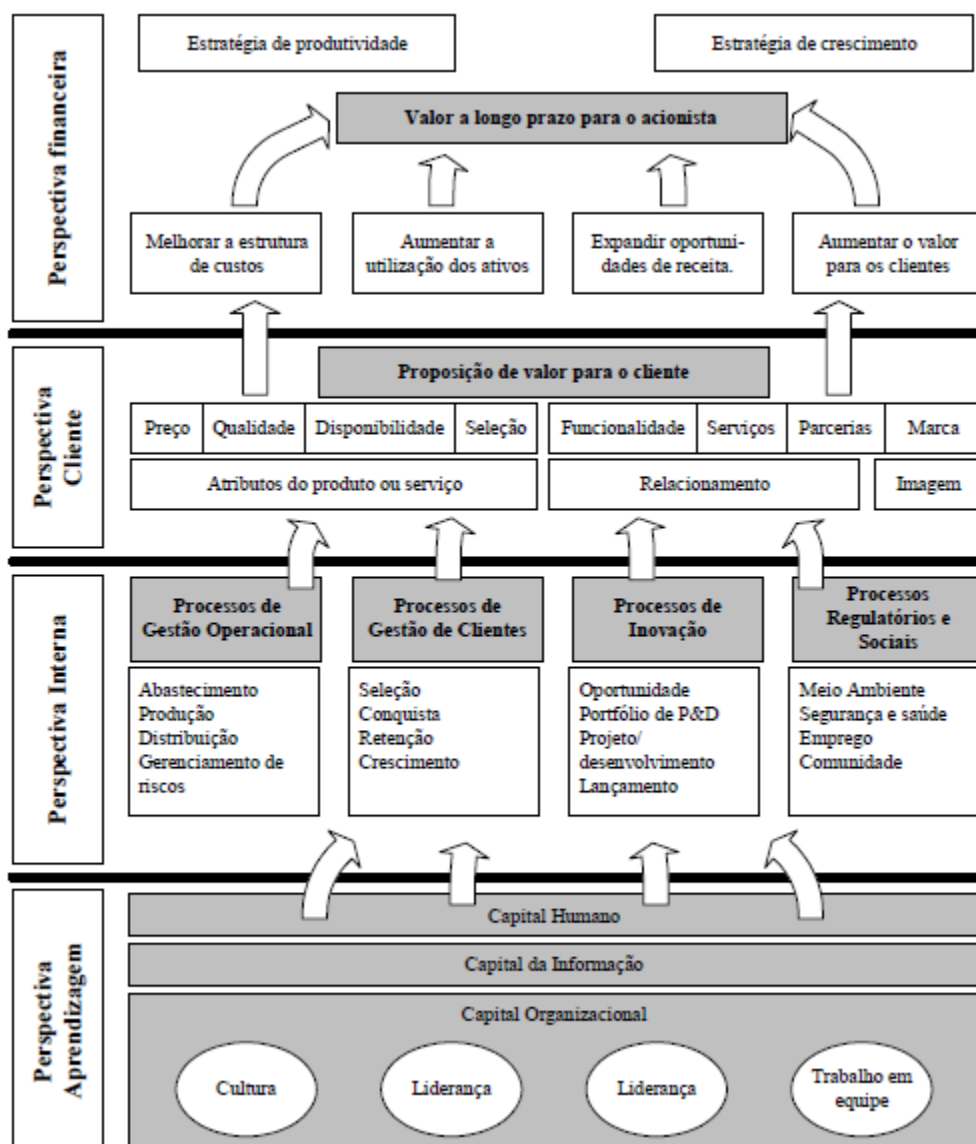 Perspectiva financeira
Estratégia de produtividade
Estratégia de crescimento
Valor a longo prazo para o acionista
Melhorar a estrutura
de custos
Aumentar a
utilização dos ativos
Expandir oportuni-
dades de receita.
Aumentar o valor
para os clientes
Perspectiva
Cliente
Proposição de valor para o cliente
Preço
Qualidade
Disponibilidade
Seleção
Funcionalidade
Serviços
Parcerias
Marca
Atributos do produto ou serviço
Relacionamento
Imagem
Perspectiva Interna
Processos de
Gestão Operacional
Processos de
Gestão de Clientes
Processos de
Inovação
Processos
Regulatórios e
Sociais
Abastecimento
Produção
Distribuição
Gerenciamento de
riscos
Seleção
Conquista
Retenção
Crescimento
Oportunidade
Portfólio de P&D
Projeto/
desenvolvimento
Lançamento
Meio Ambiente
Segurança e saúde
Emprego
Comunidade
Perspectiva
Aprendizagem
Capital Humano
Capital da Informação
Capital Organizacional
Cultura
Liderança
Liderança
Trabalho em
equipe